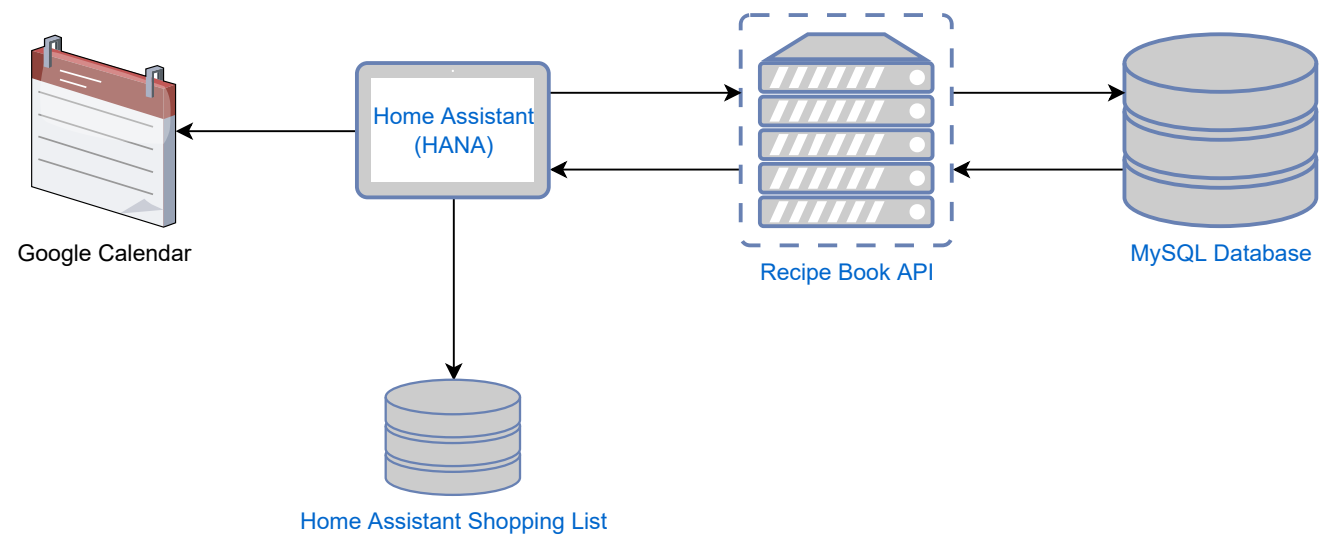 Home Assistant
(HANA)
Google Calendar
Recipe Book API
MySQL Database
Home Assistant Shopping List